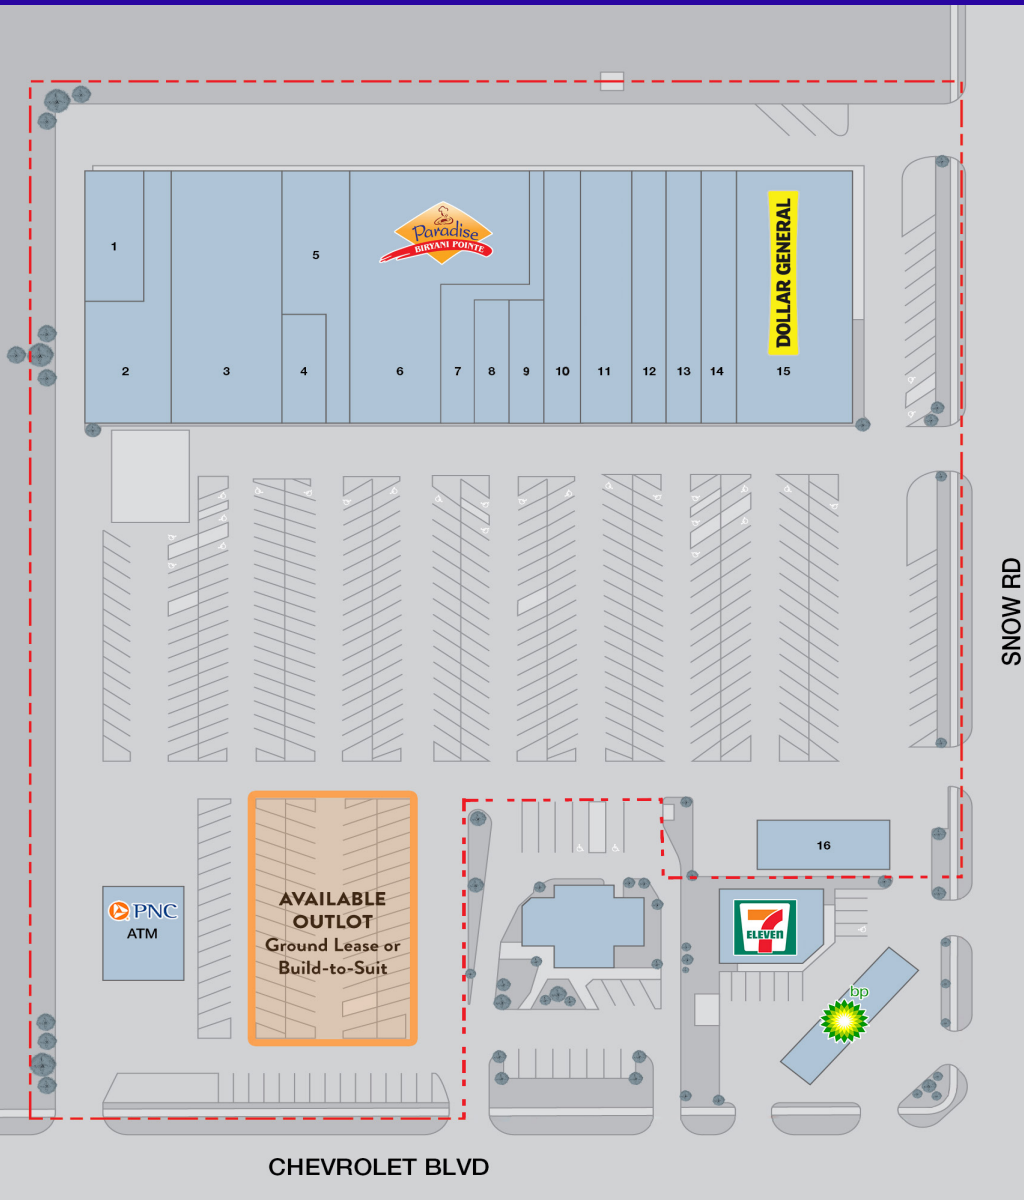 1
5
Paradise
BIRYANI POINTE
DOLLAR GENERAL
2
3
4
6
7
8
9
10
11
12
13
14
15
SNOW RD
16
PNC
ATM
AVAILABLE
OUTLOT
Ground Lease or
Build-to-Suit
7
ELEVEN
bp
CHEVROLET BLVD